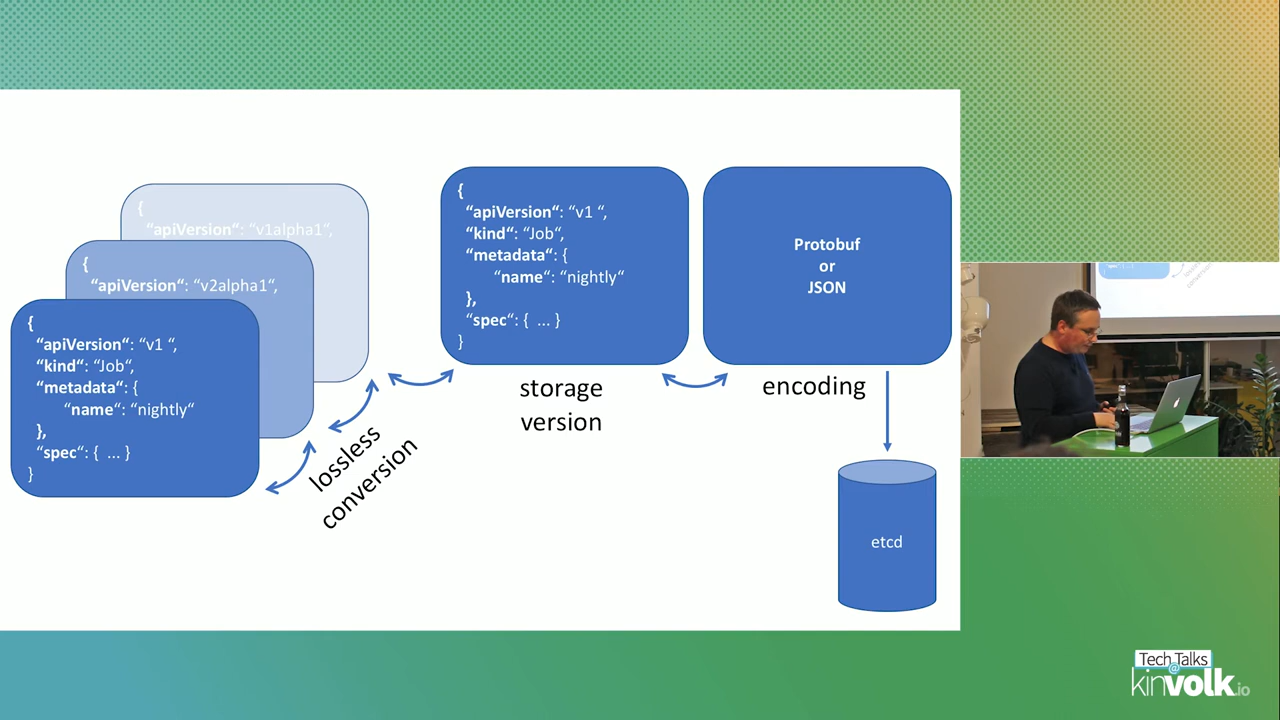 {
“apiVersion“: “v1alpha1“,
{
“apiVersion“: “v2alpha1“,
{
“apiVersion“: “v1 “,
“kind“: “Job“,
“metadata“: {
“name“: “nightly“
},
“spec“: { ... }
}
lossless
conversion
{
“apiVersion“: “v1 “,
“kind“: “Job“,
“metadata“: {
“name“: “nightly“
},
“spec“: { ... }
}
storage
version
Protobuf
or
JSON
encoding
etcd
Tech Talks
@
kinvolk.io